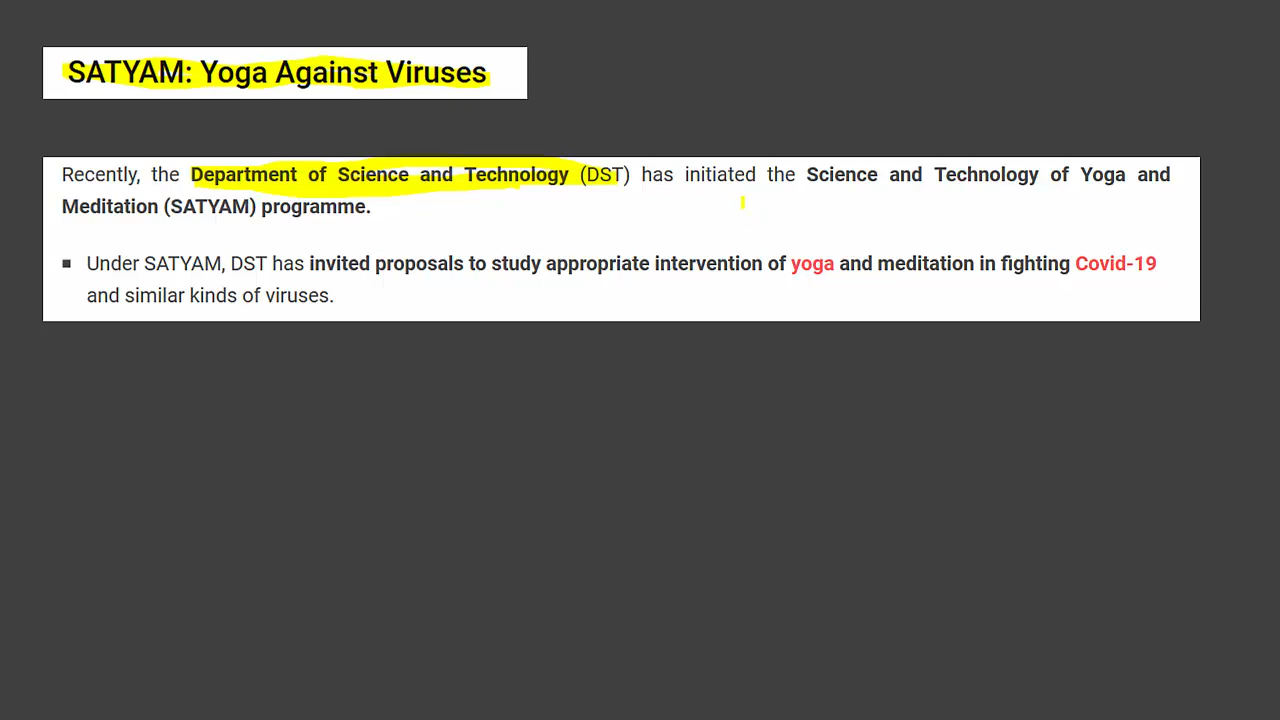 SATYAM: Yoga Against Viruses
Recently, the Department of Science and Technology (DST) has initiated the Science and Technology of Yoga and
Meditation (SATYAM) programme.
▪ Under SATYAM, DST has invited proposals to study appropriate intervention of yoga and meditation in fighting Covid-19
and similar kinds of viruses.